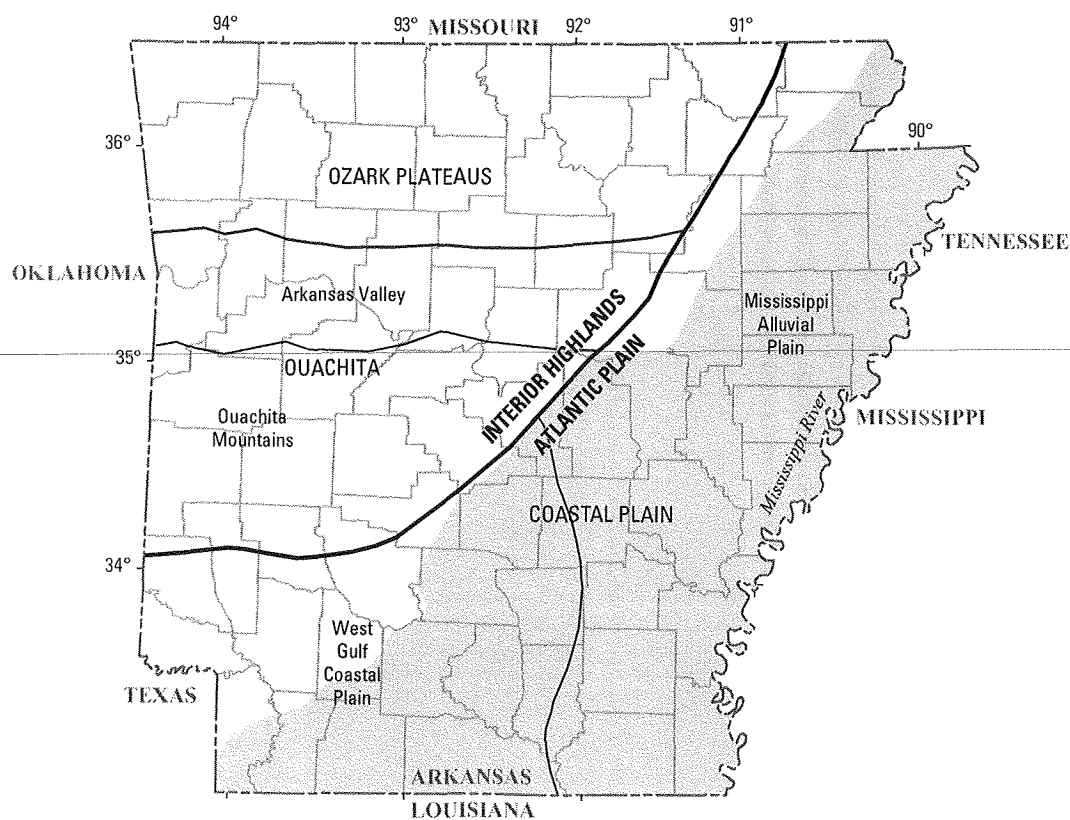 94°
93°
MISSOURI
92°
91°
36°
90°
OZARK PLATEAUS
TENNESSEE
OKLAHOMA
Arkansas Valley
Mississippi
Alluvial
Plain
INTERIOR HIGHLANDS
ATLANTIC PLAIN
35°
OUACHITA
Ouachita
Mountains
MISSISSIPPI
Mississippi River
COASTAL PLAIN
34°
West
Gulf
Coastal
Plain
TEXAS
ARKANSAS
LOUISIANA